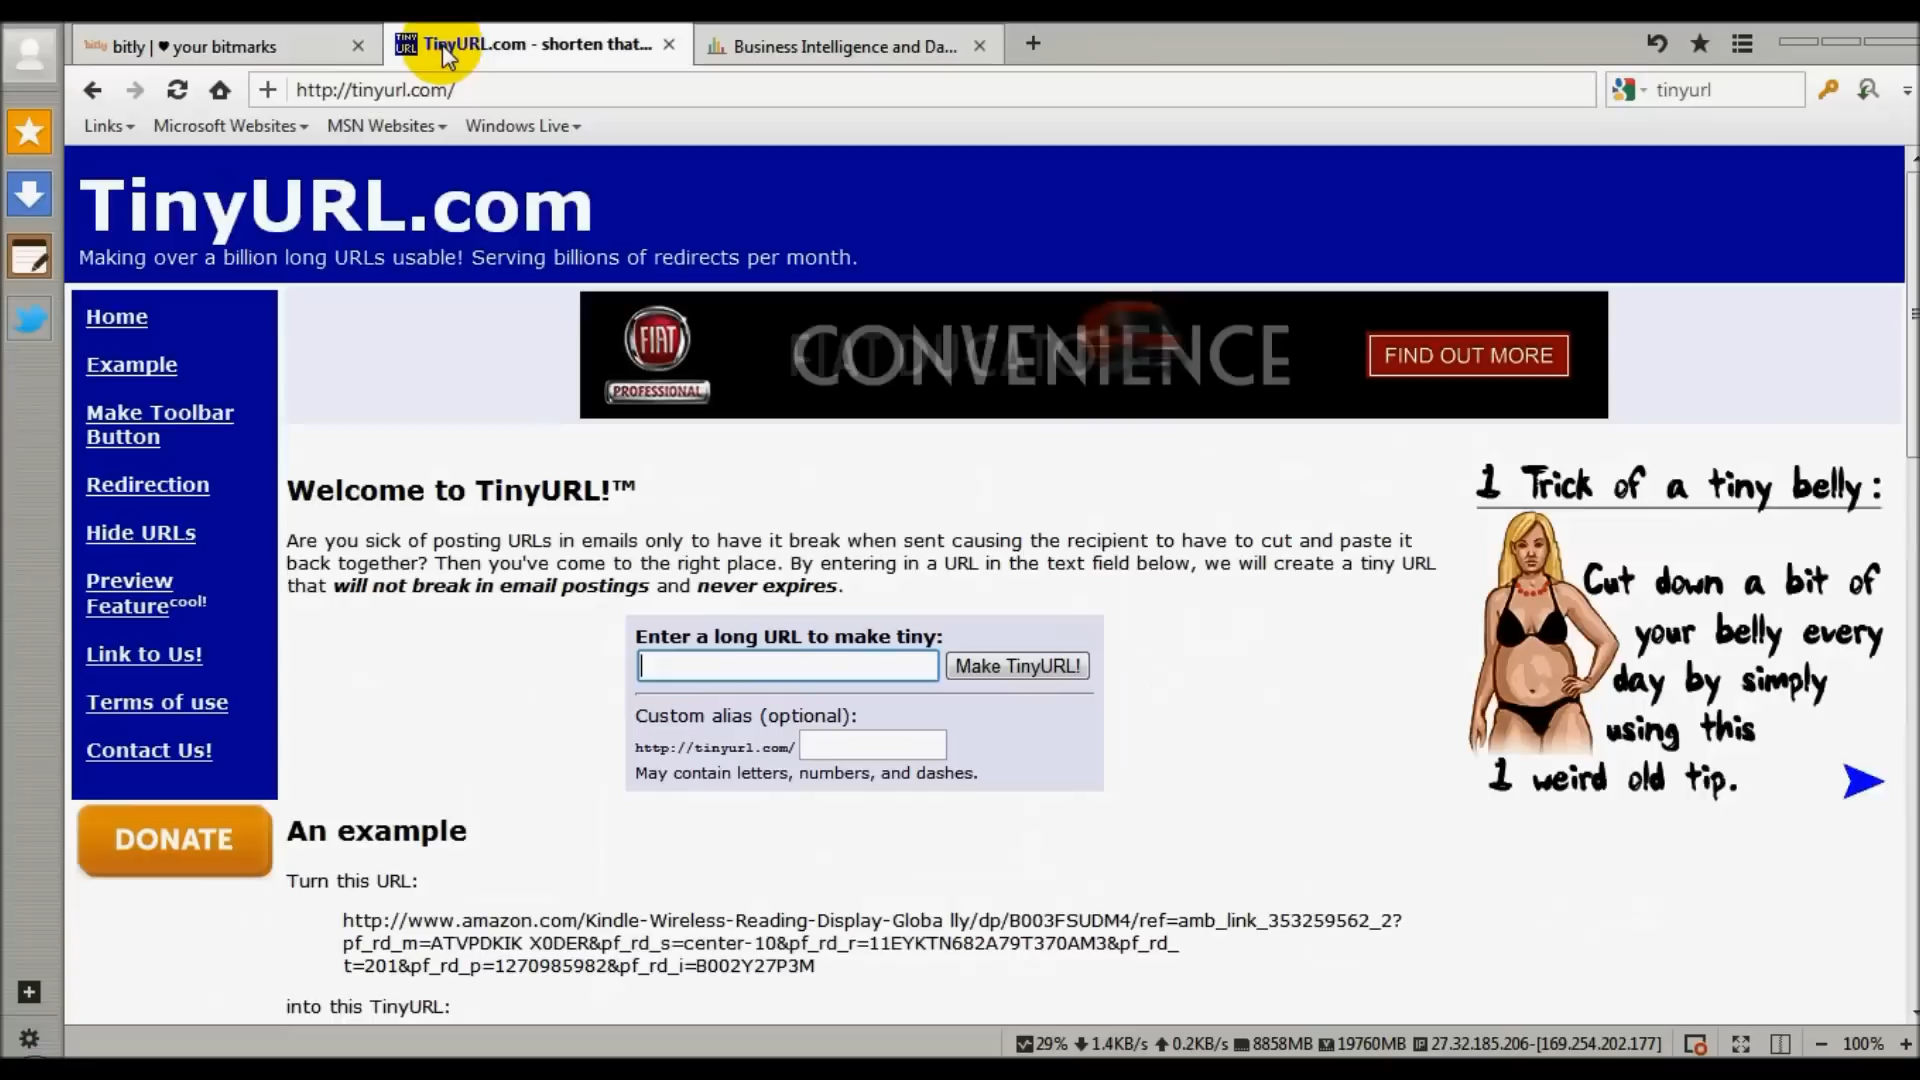 bitly | ♥ your bitmarks
TinyURL.com - shorten that...
Business Intelligence and Da...
http://tinyurl.com/
tinyurl
Links
Microsoft Websites
MSN Websites
Windows Live
TinyURL.com
Making over a billion long URLs usable! Serving billions of redirects per month.
Home
Example
Make Toolbar
Button
Redirection
Hide URLs
Preview
Feature cool!
Link to Us!
Terms of use
Contact Us!
DONATE
FIAT
PROFESSIONAL
CONVENIENCE
FIND OUT MORE
Welcome to TinyURL!™
Are you sick of posting URLs in emails only to have it break when sent causing the recipient to have to cut and paste it
back together? Then you've come to the right place. By entering in a URL in the text field below, we will create a tiny URL
that will not break in email postings and never expires.
Enter a long URL to make tiny:
Make TinyURL!
Custom alias (optional):
http://tinyurl.com/
May contain letters, numbers, and dashes.
An example
Turn this URL:
http://www.amazon.com/Kindle-Wireless-Reading-Display-Globa lly/dp/B003FSUDM4/ref=amb_link_353259562_2?
pf_rd_m=ATVPDKIK X0DER&pf_rd_s=center-10&pf_rd_r=11EYKTN682A79T370AM3&pf_rd_
t=201&pf_rd_p=1270985982&pf_rd_i=B002Y27P3M
into this TinyURL:
1 Trick of a tiny belly:
Cut down a bit of
your belly every
day by simply
using this
1 weird old tip.
29% 1.4KB/s 0.2KB/s 8858MB 19760MB 27.32.185.206-[169.254.202.177]
100%